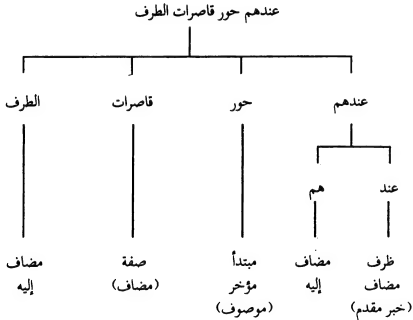 عندهم حور قاصرات الطرف
عندهم حور قاصرات الطرف
عند هم
ظرف مضاف مبتدأ صفة مضاف
مضاف إليه مؤخر (مضاف) إليه
(خبر مقدم) (موصوف)